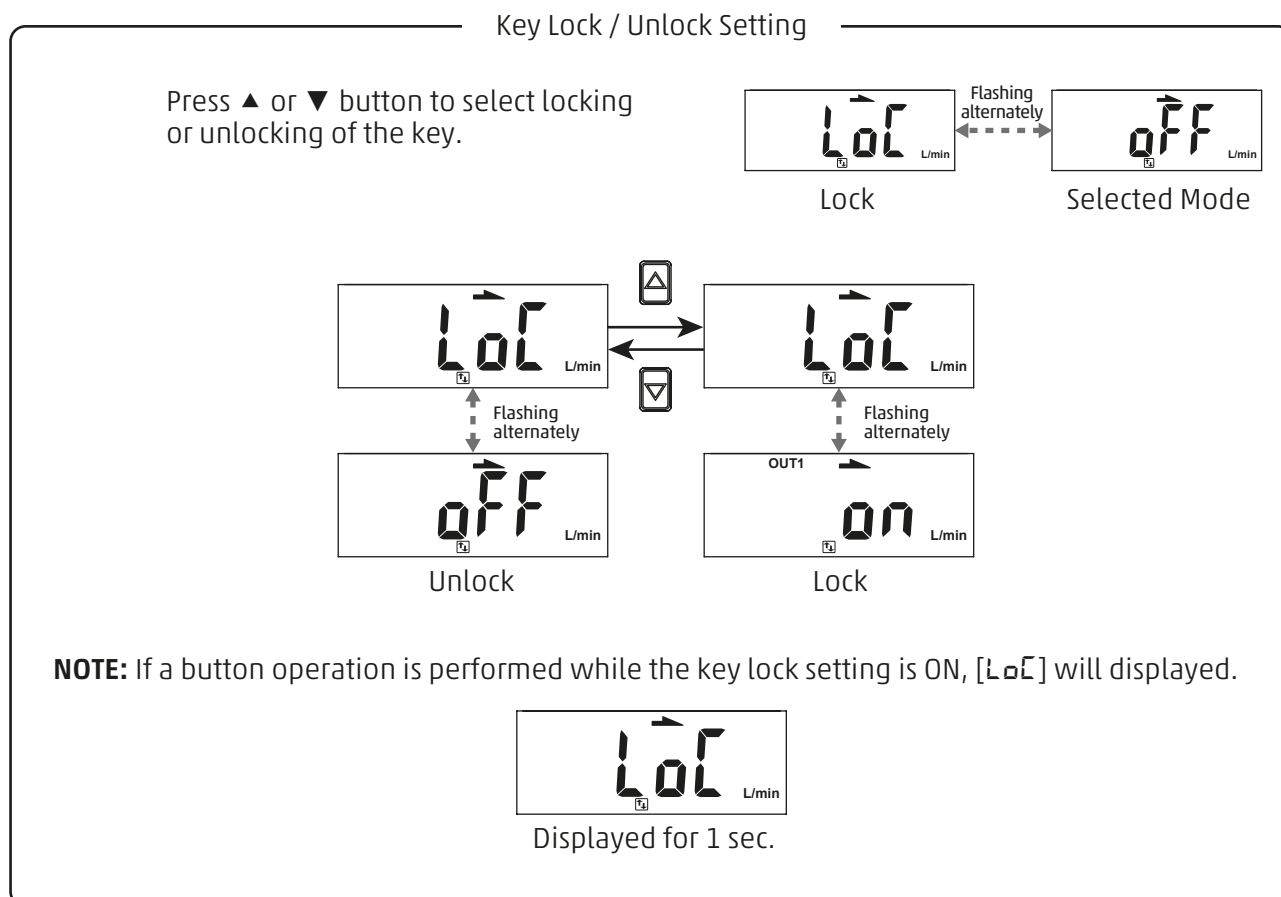 Key Lock / Unlock Setting
Press ▲ or ▼ button to select locking
or unlocking of the key.
LoC
L/min
Flashing
alternately
oFF
L/min
Lock
Selected Mode
LoC
L/min
LoC
L/min
Flashing
alternately
Flashing
alternately
oFF
L/min
OUT1
on
L/min
Unlock
Lock
NOTE: If a button operation is performed while the key lock setting is ON, [LoC] will displayed.
LoC
L/min
Displayed for 1 sec.